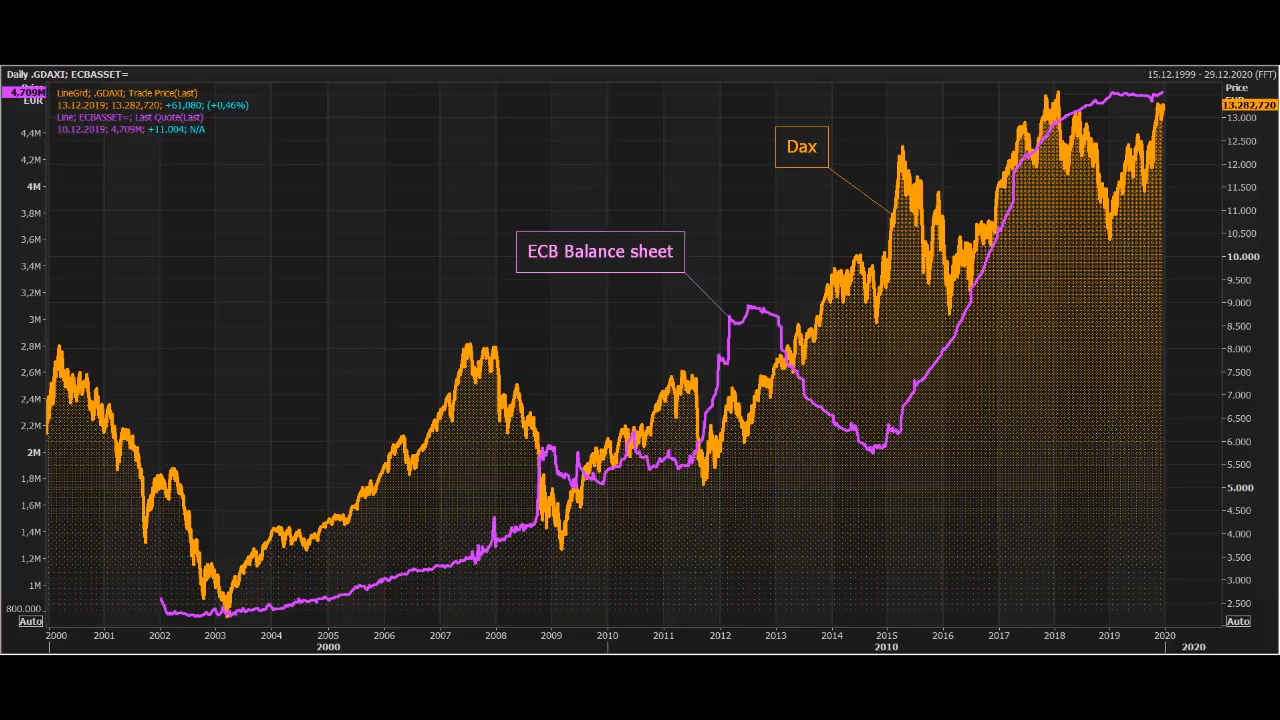 Daily .GDAXI; ECBASSET=
15.12.1999 - 29.12.2020 (FFT)
4,709M
EUR
LineGrd; .GDAXI; Trade Price(Last)
13.12.2019; 13.282,720; +61,080; (+0,46%)
Line; ECBASSET=; Last Quote(Last)
10.12.2019; 4,709M; +11.004; N/A
Price
13.282,720
Dax
ECB Balance sheet
4,4M
4,2M
4M
3,8M
3,6M
3,4M
3,2M
3M
2,8M
2,6M
2,4M
2,2M
2M
1,8M
1,6M
1,4M
1,2M
1M
800.000
Auto
13.000
12.500
12.000
11.500
11.000
10.500
10.000
9.500
9.000
8.500
8.000
7.500
7.000
6.500
6.000
5.500
5.000
4.500
4.000
3.500
3.000
2.500
Auto
2000 2001 2002 2003 2004 2005 2006 2007 2008 2009 2010 2011 2012 2013 2014 2015 2016 2017 2018 2019 2020
2000 2010 2020